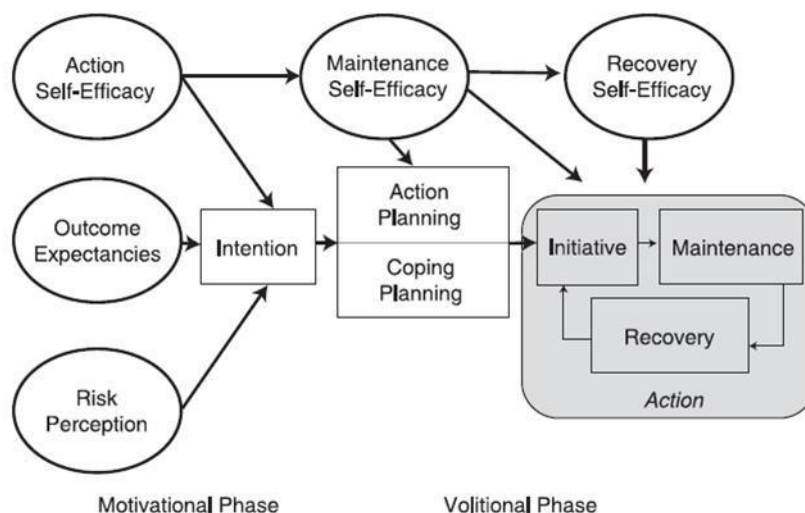 Action
Self-Efficacy
Maintenance
Self-Efficacy
Recovery
Self-Efficacy
Outcome
Expectancies
Intention
Action
Planning
Coping
Planning
Initiative
Maintenance
Recovery
Action
Risk
Perception
Motivational Phase
Volitional Phase